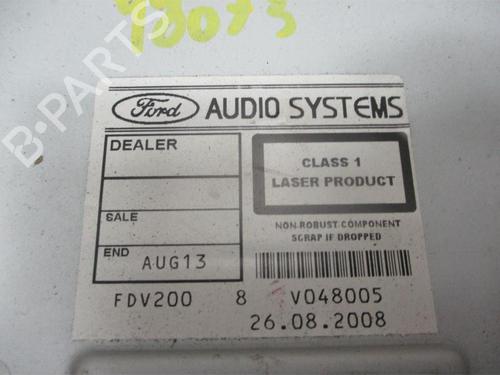 98073
B-PARTS
Ford AUDIO SYSTEMS
DEALER
CLASS 1
LASER PRODUCT
SALE
NON-ROBUST COMPONENT
SCRAP IF DROPPED
END AUG13
FDV200 8 V048005
26.08.2008